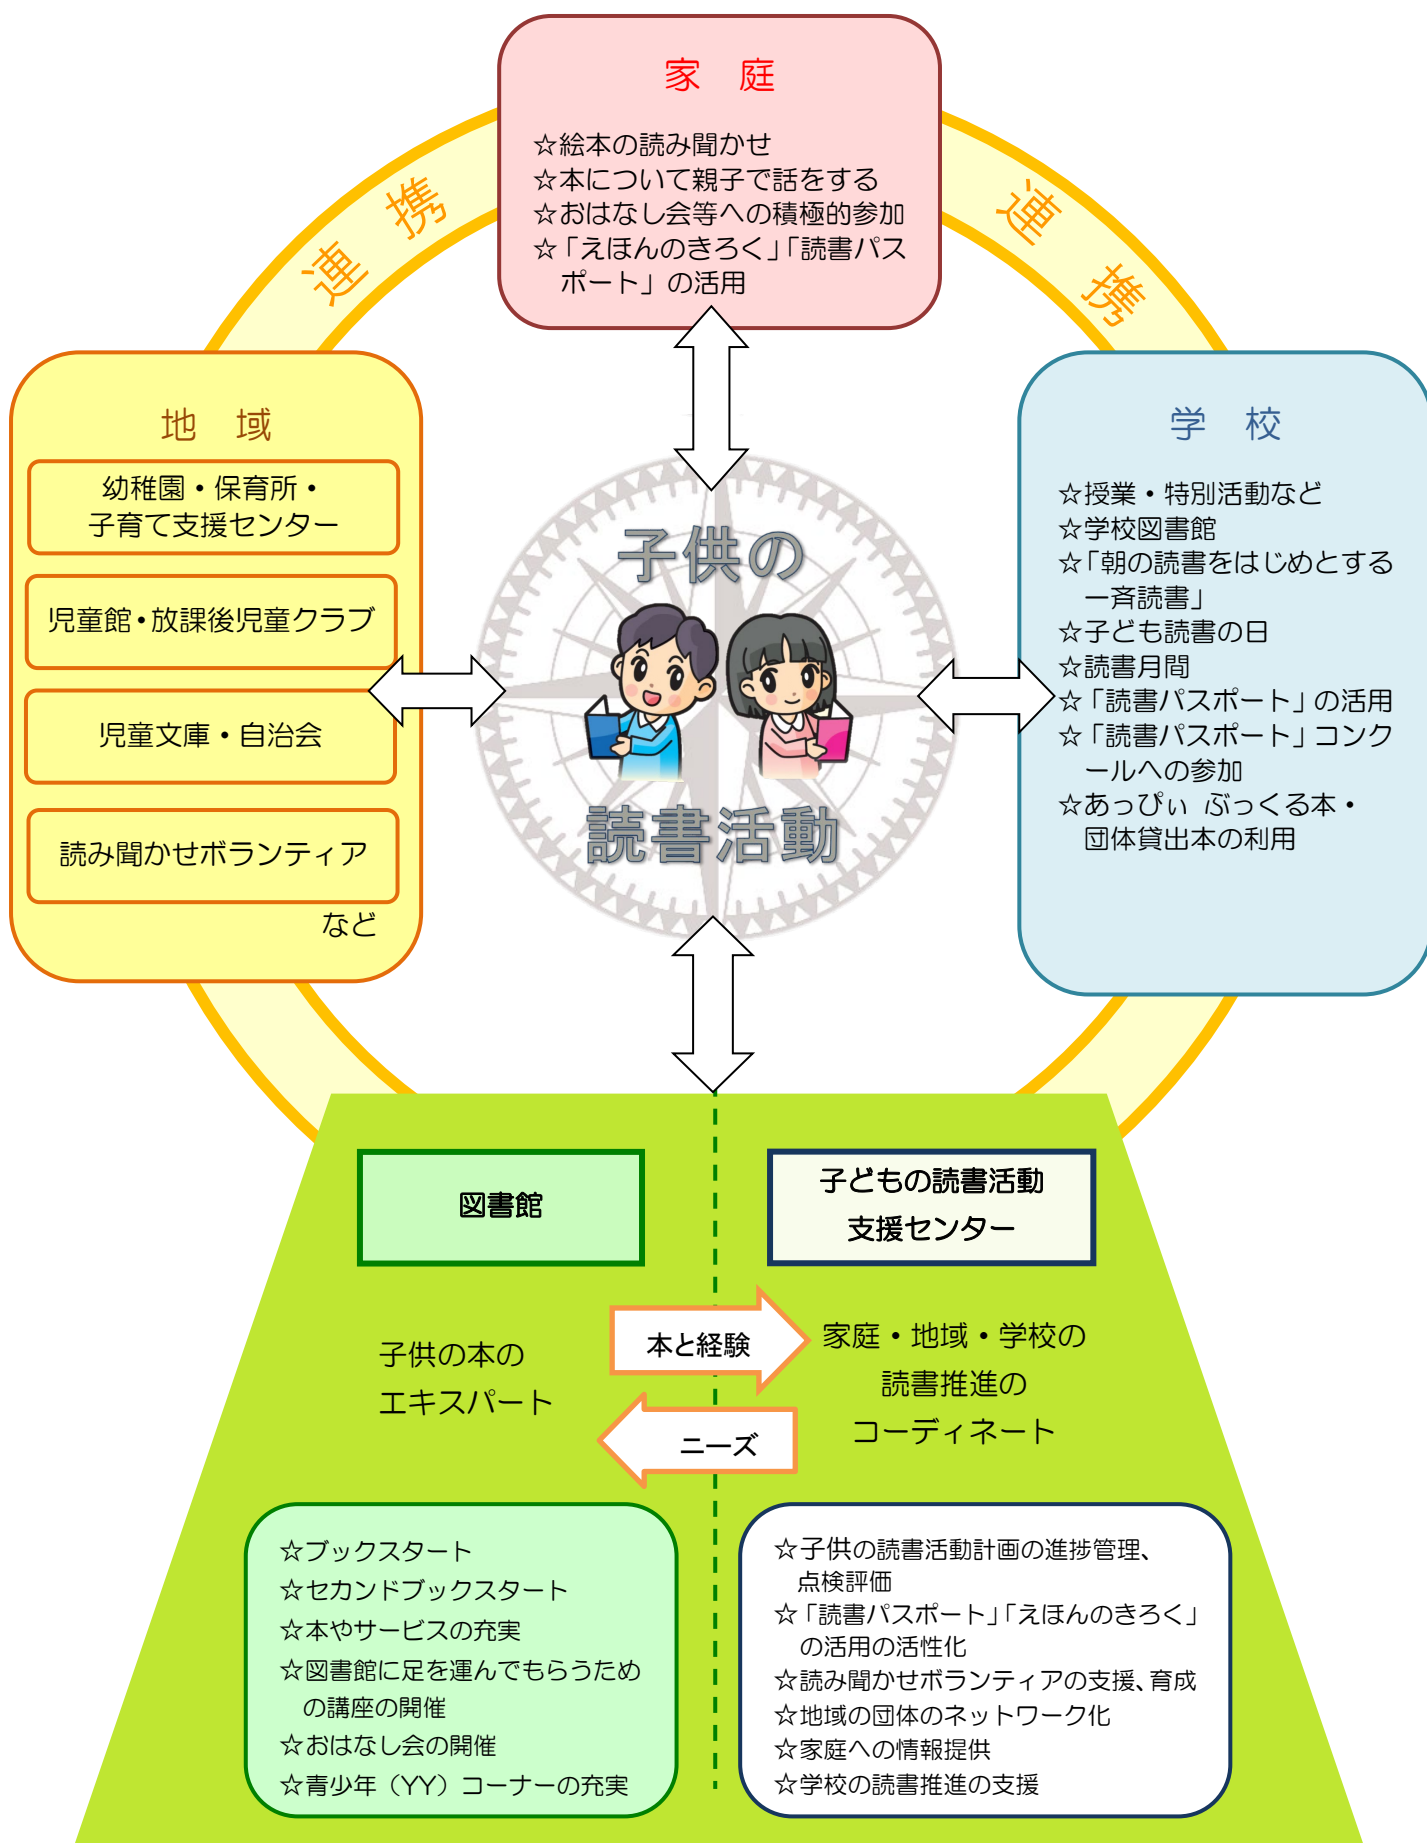 家 庭
☆絵本の読み聞かせ
☆本について親子で話をする
☆おはなし会等への積極的参加
☆「えほんのきろく」「読書パス
ポート」の活用
連携
連携
地 域
幼稚園・保育所・
子育て支援センター
児童館・放課後児童クラブ
児童文庫・自治会
読み聞かせボランティア
など
子供の
読書活動
学 校
☆授業・特別活動など
☆学校図書館
☆「朝の読書をはじめとする
一斉読書」
☆子ども読書の日
☆読書月間
☆「読書パスポート」の活用
☆「読書パスポート」コンク
ールへの参加
☆あっぴぃ ぶっくる本・
団体貸出本の利用
図書館
子供の本の
エキスパート
本と経験
ニーズ
子どもの読書活動
支援センター
家庭・地域・学校の
読書推進の
コーディネート
☆ブックスタート
☆セカンドブックスタート
☆本やサービスの充実
☆図書館に足を運んでもらうため
の講座の開催
☆おはなし会の開催
☆青少年（YY）コーナーの充実
☆子供の読書活動計画の進捗管理、
点検評価
☆「読書パスポート」「えほんのきろく」
の活用の活性化
☆読み聞かせボランティアの支援、育成
☆地域の団体のネットワーク化
☆家庭への情報提供
☆学校の読書推進の支援